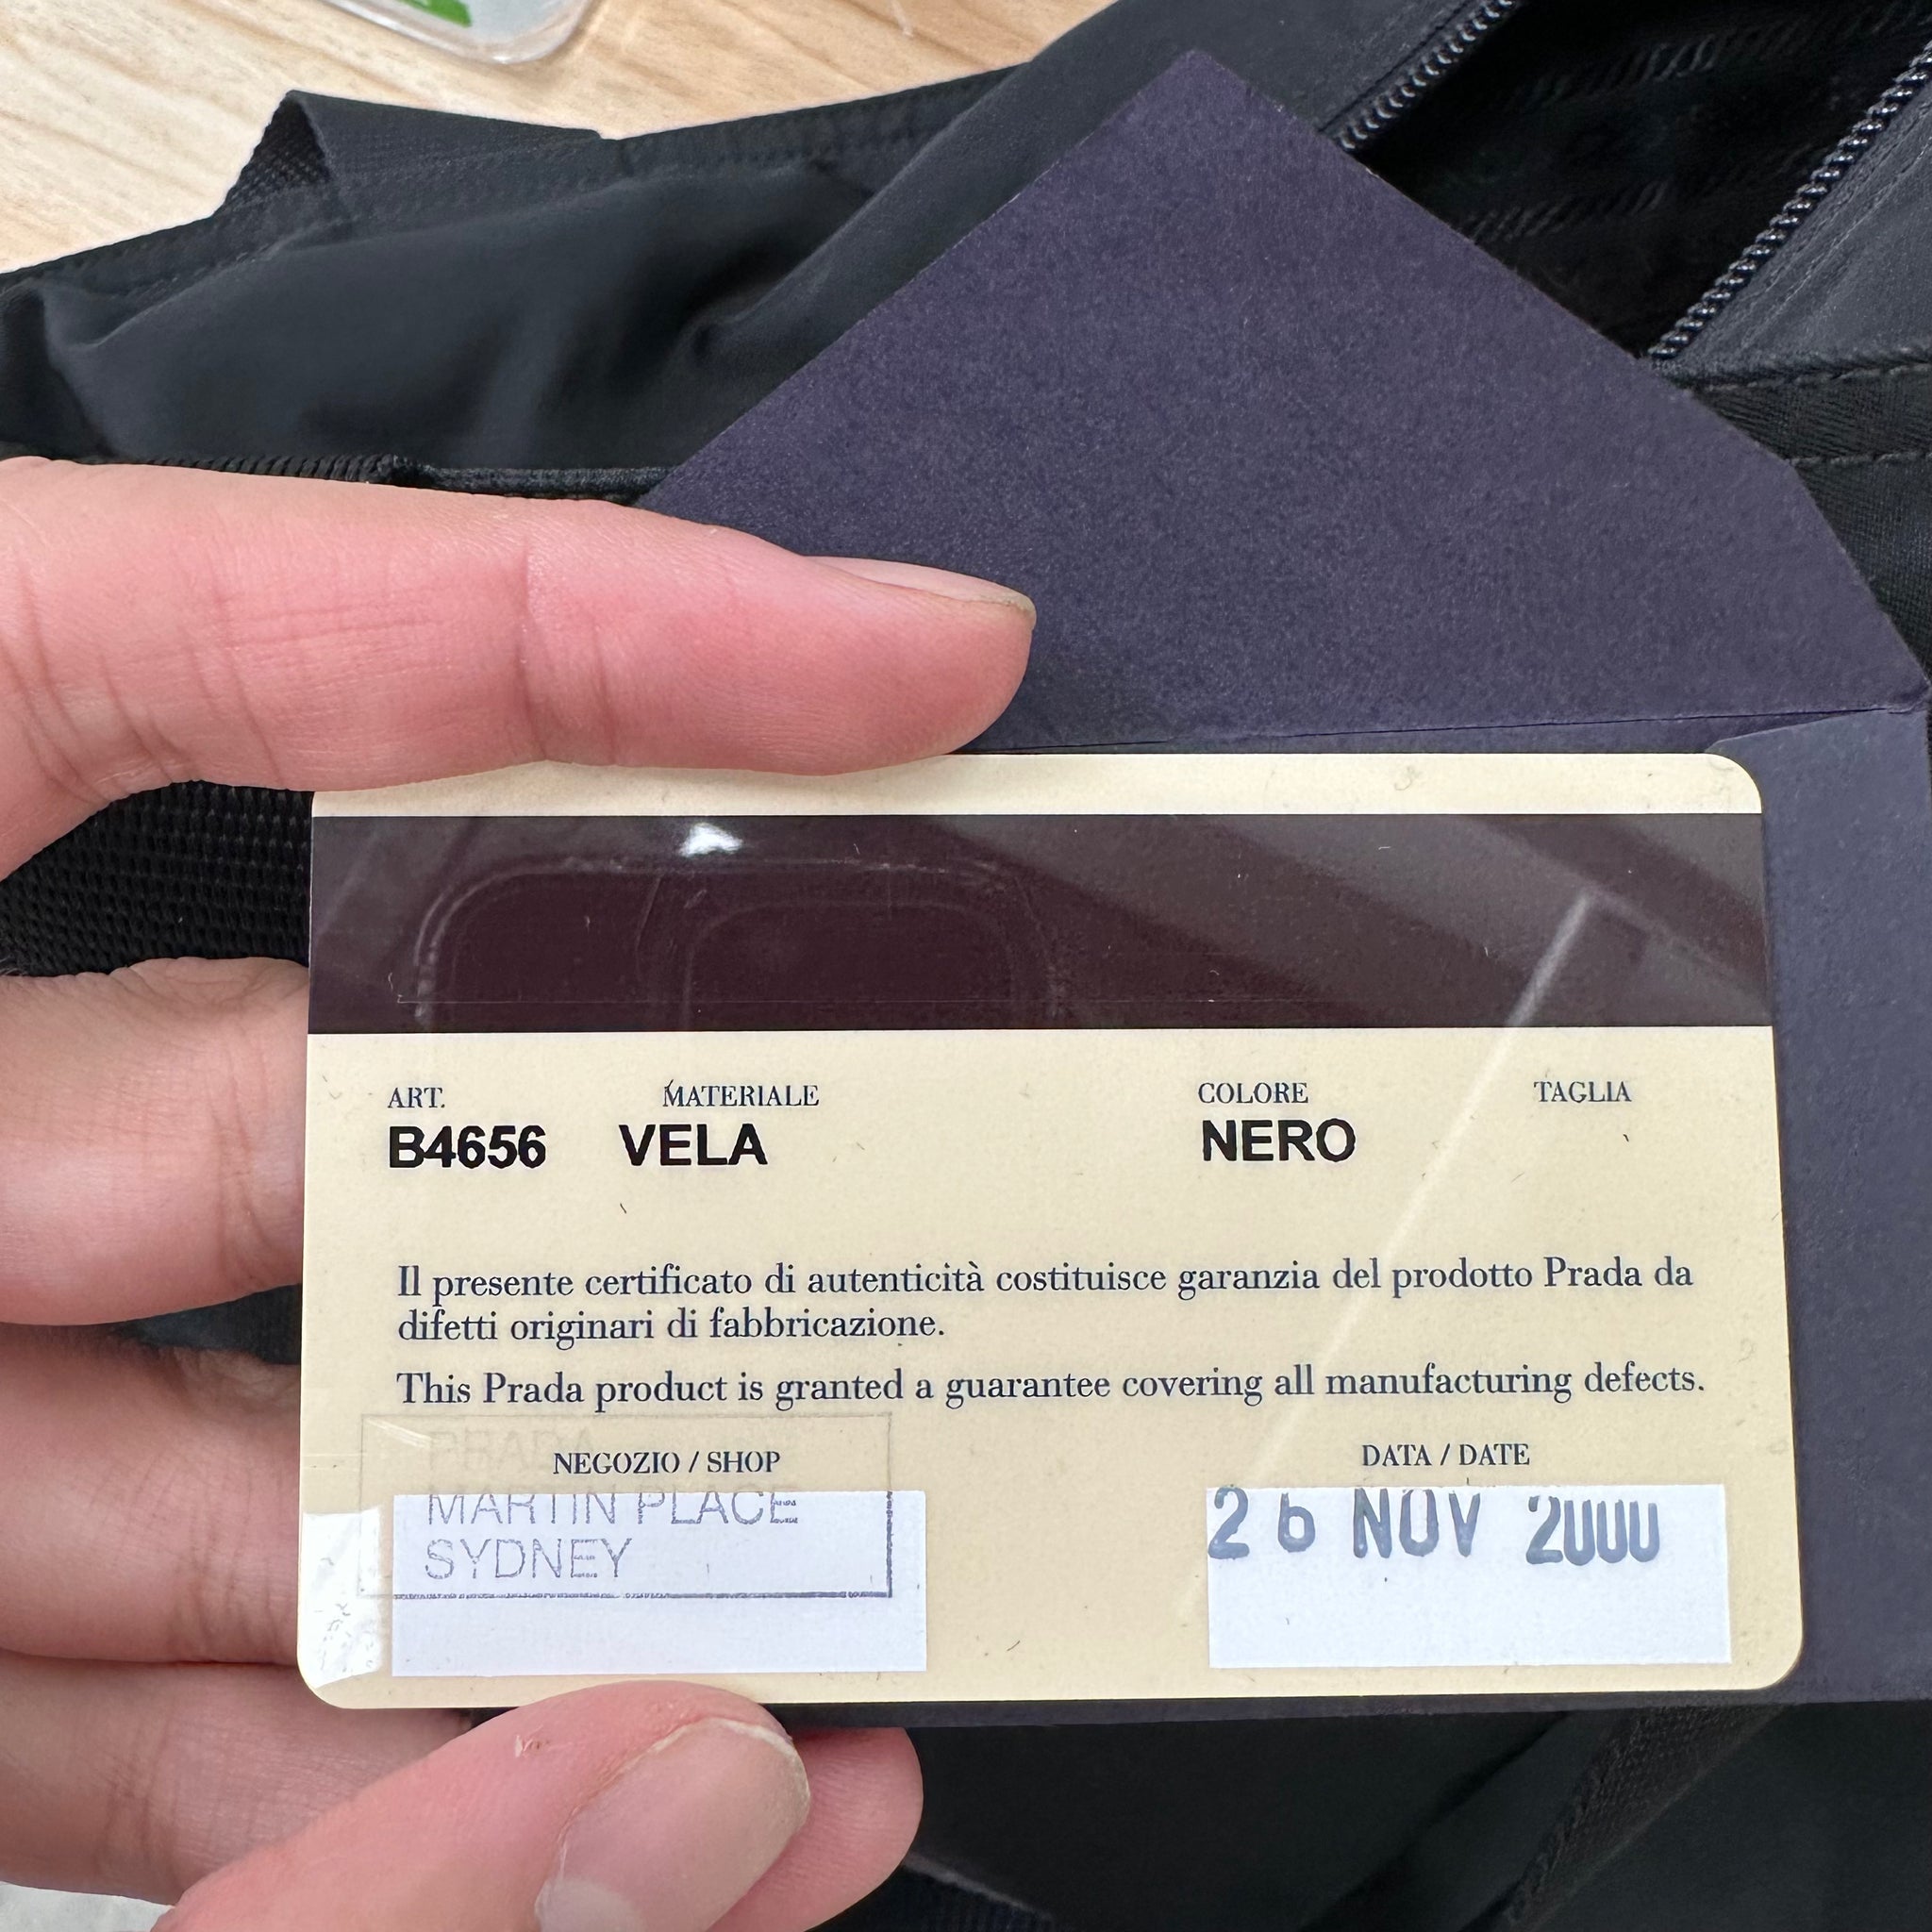 ART. MATERIALE COLORE TAGLIA
B4656 VELA NERO
Il presente certificato di autenticità costituisce garanzia del prodotto Prada da
difetti originari di fabbricazione.
This Prada product is granted a guarantee covering all manufacturing defects.
PRADA
NEGOZIO / SHOP DATA / DATE
MARTIN PLACE 26 NOV 2000
SYDNEY